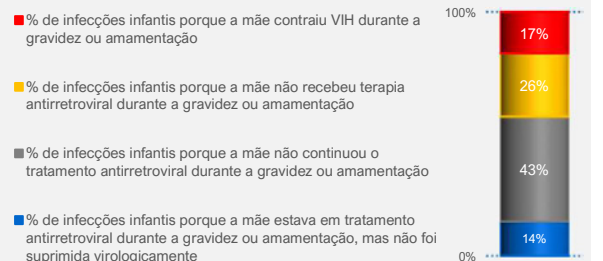 % de infecções infantis porque a mãe contraiu VIH durante a
gravidez ou amamentação
% de infecções infantis porque a mãe não recebeu terapia
antirretroviral durante a gravidez ou amamentação
% de infecções infantis porque a mãe não continuou o
tratamento antirretroviral durante a gravidez ou amamentação
% de infecções infantis porque a mãe estava em tratamento
antirretroviral durante a gravidez ou amamentação, mas não foi
suprimida virologicamente
100%
17%
26%
43%
14%
0%